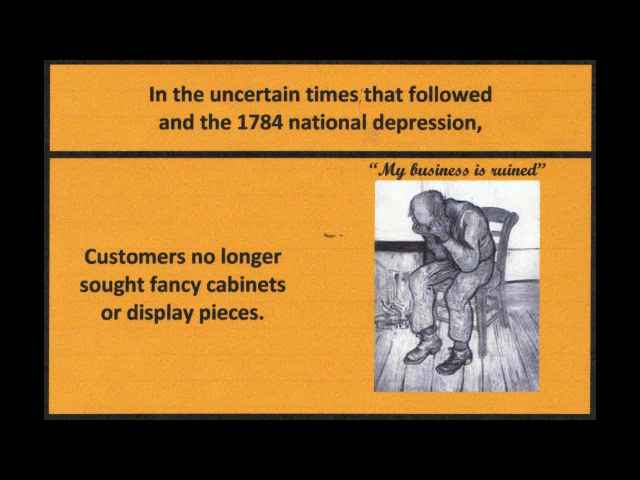 In the uncertain times that followed
and the 1784 national depression,
“My business is ruined”
Customers no longer
sought fancy cabinets
or display pieces.